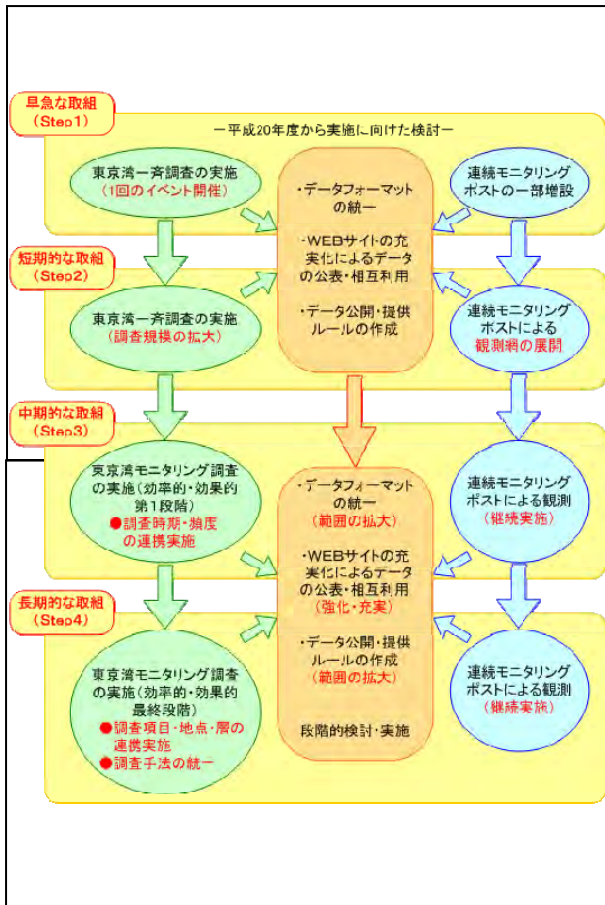 早急な取組
(Step1)
－平成20年度から実施に向けた検討－
東京湾一斉調査の実施
(1回のイベント開催)
・データフォーマット
の統一
・WEBサイトの充
実化によるデータ
の公表・相互利用
・データ公開・提供
ルールの作成
連続モニタリング
ポストの一部増設
短期的な取組
(Step2)
東京湾一斉調査の実施
(調査規模の拡大)
連続モニタリング
ポストによる
観測網の展開
中期的な取組
(Step3)
東京湾モニタリング調査
の実施(効率的・効果的
第1段階)
●調査時期・頻度
の連携実施
・データフォーマット
の統一
(範囲の拡大)
・WEBサイトの充
実化によるデータ
の公表・相互利用
(強化・充実)
・データ公開・提供
ルールの作成
(範囲の拡大)
段階的検討・実施
連続モニタリング
ポストによる観測
(継続実施)
長期的な取組
(Step4)
東京湾モニタリング調査
の実施(効率的・効果的
最終段階)
●調査項目・地点・層の
連携実施
●調査手法の統一
連続モニタリング
ポストによる観測
(継続実施)